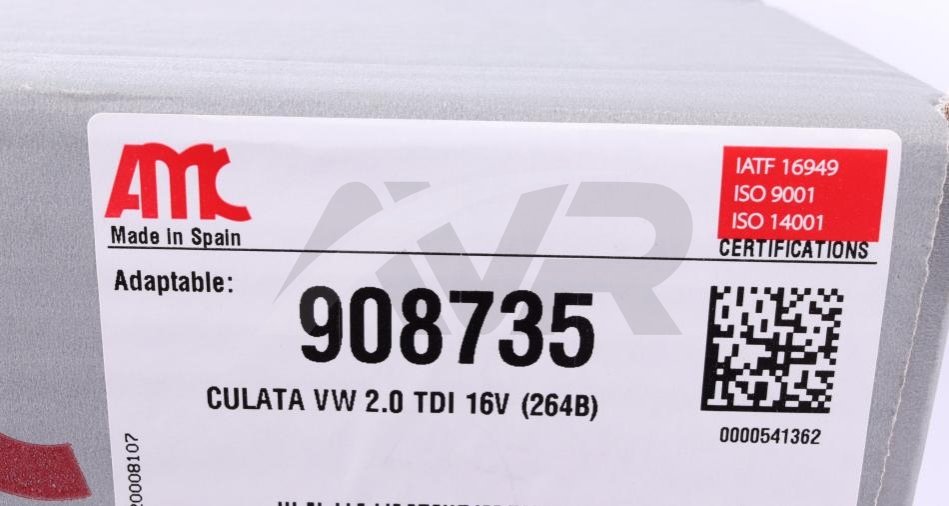 AMC
Made in Spain
IATF 16949
ISO 9001
ISO 14001
CERTIFICATIONS
Adaptable:
908735
CULATA VW 2.0 TDI 16V (264B)
0000541362
20008107
AVR